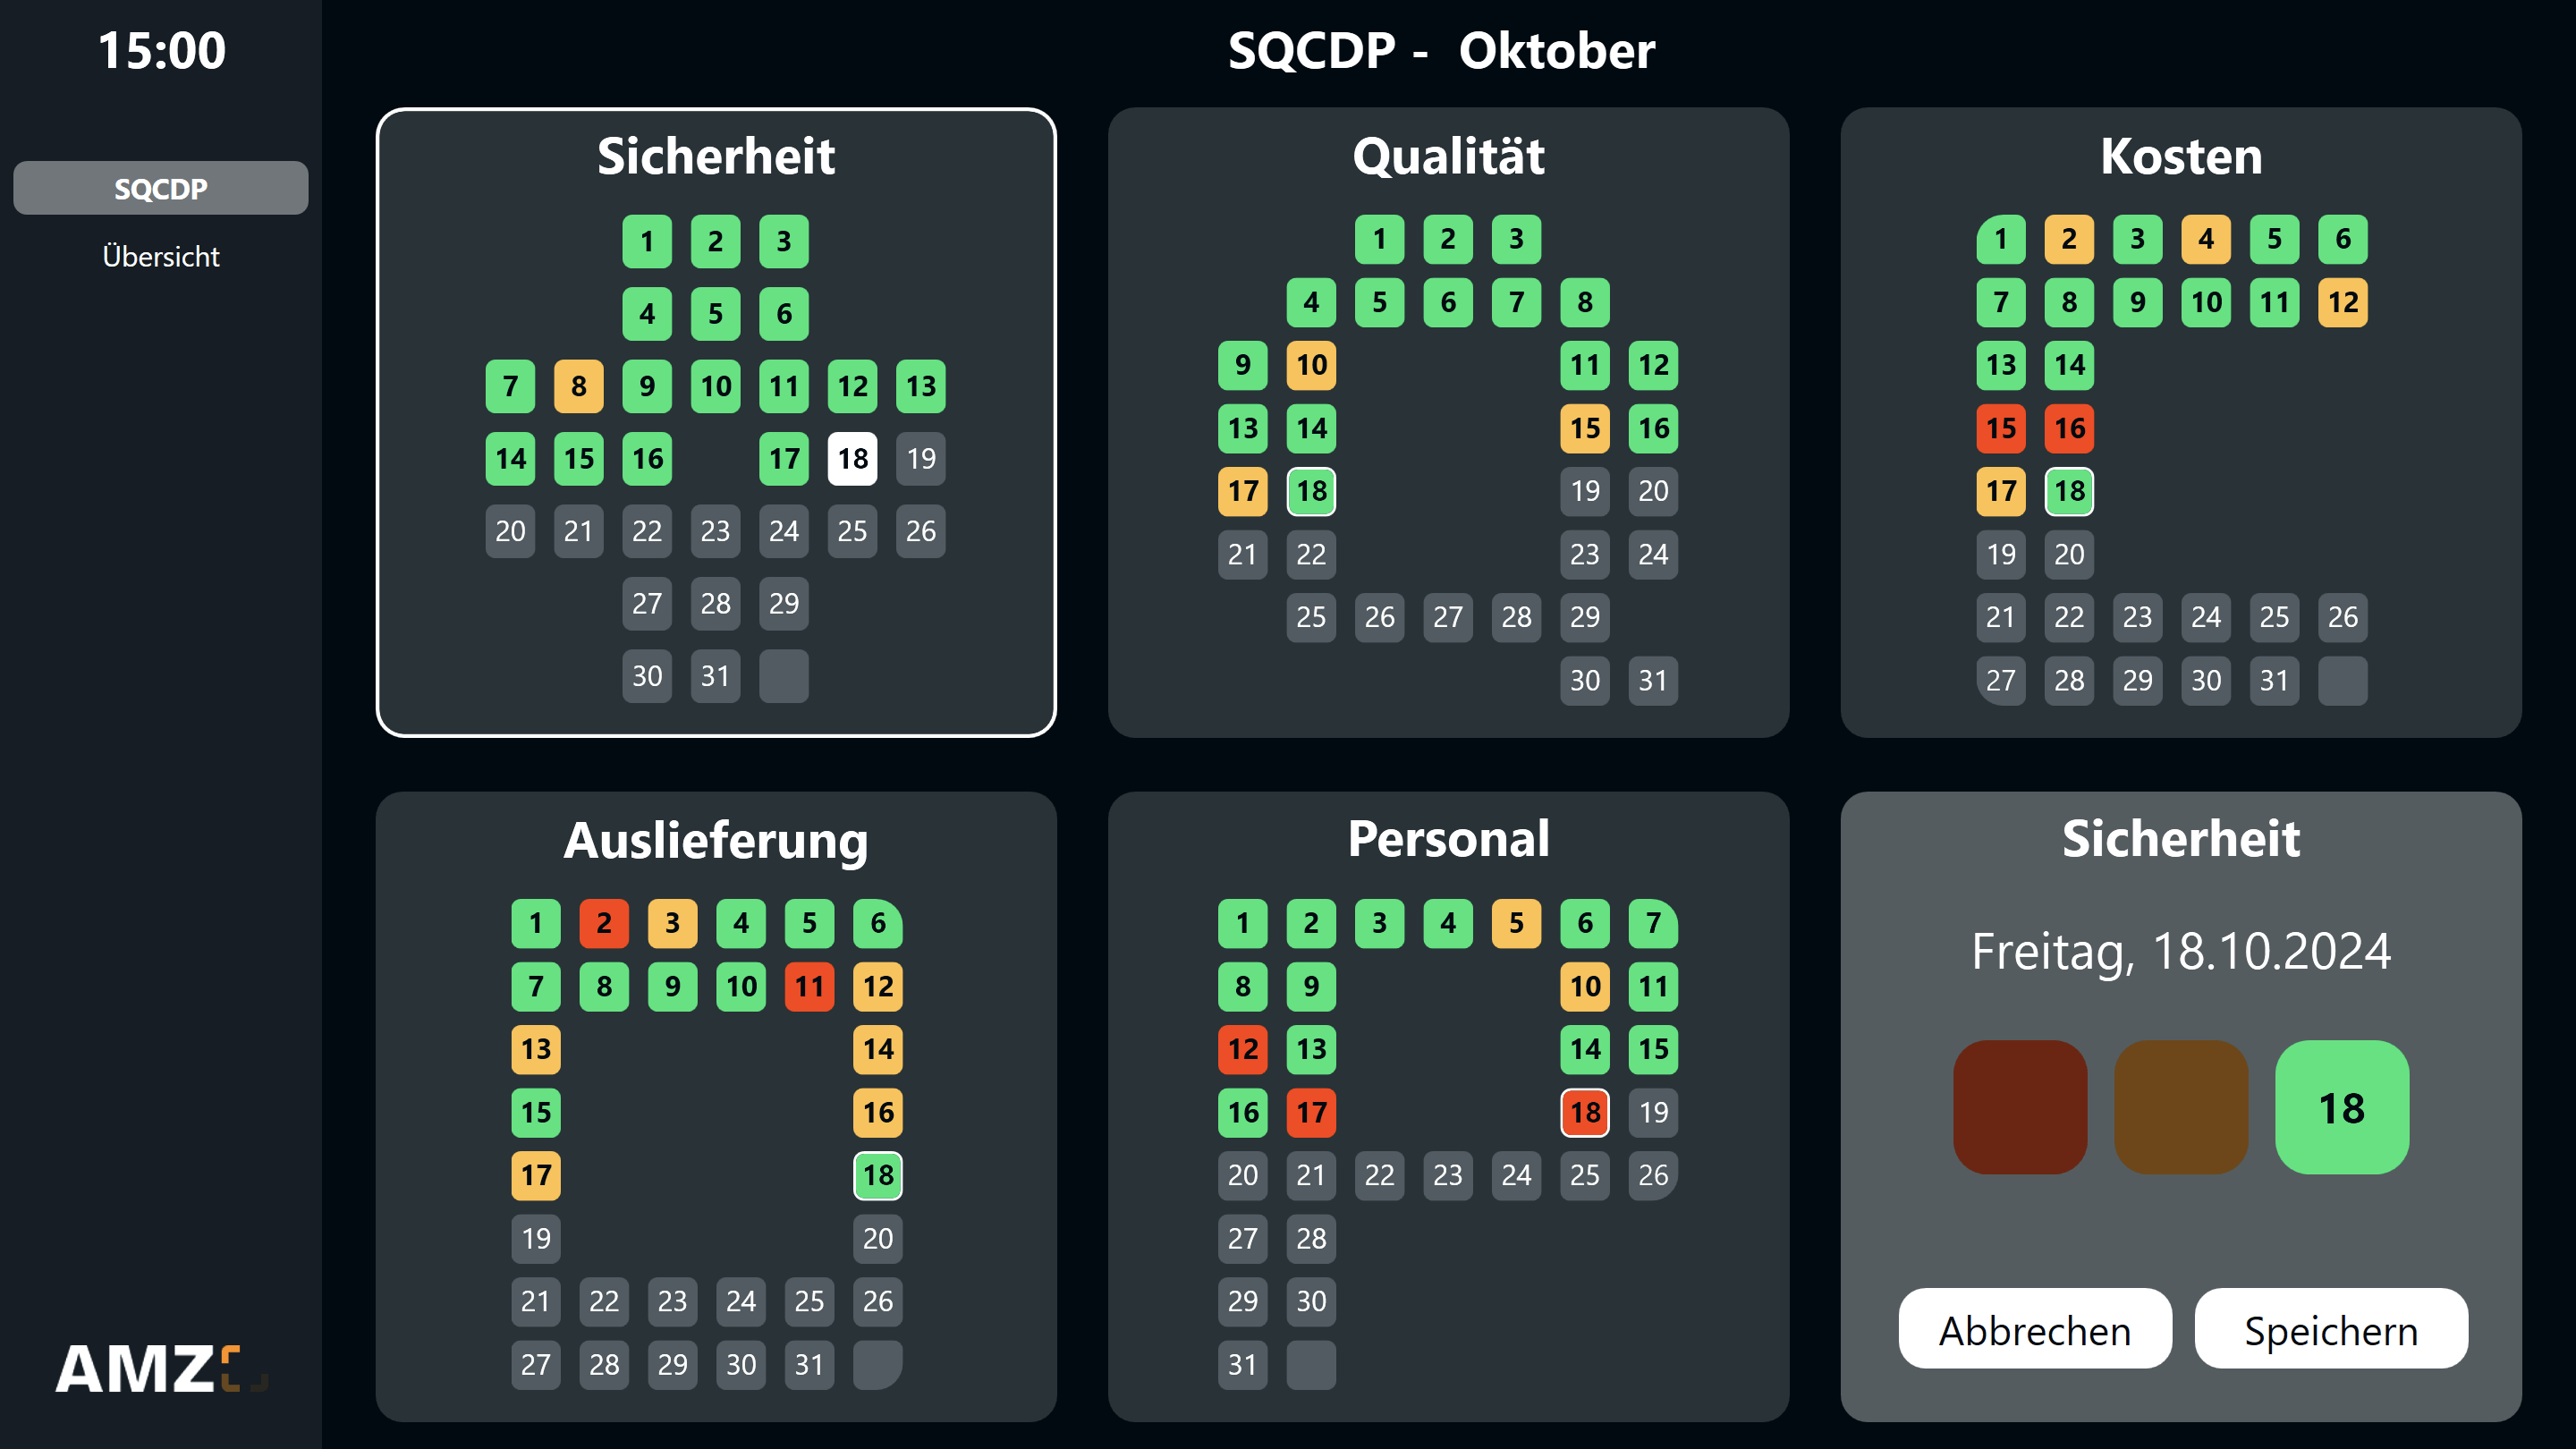 15:00
SQCDP
Übersicht
AMZ
SQCDP - Oktober
Sicherheit
1 2 3
4 5 6
7 8 9 10 11 12 13
14 15 16 17 18 19
20 21 22 23 24 25 26
27 28 29
30 31
Qualität
1 2 3
4 5 6 7 8
9 10 11 12
13 14 15 16
17 18 19 20
21 22 23 24
25 26 27 28 29
30 31
Kosten
1 2 3 4 5 6
7 8 9 10 11 12
13 14
15 16
17 18
19 20
21 22 23 24 25 26
27 28 29 30 31
Auslieferung
1 2 3 4 5 6
7 8 9 10 11 12
13 14
15 16
17 18
19 20
21 22 23 24 25 26
27 28 29 30 31
Personal
1 2 3 4 5 6 7
8 9 10 11
12 13 14 15
16 17 18 19
20 21 22 23 24 25 26
27 28
29 30
31
Sicherheit
Freitag, 18.10.2024
18
Abbrechen Speichern